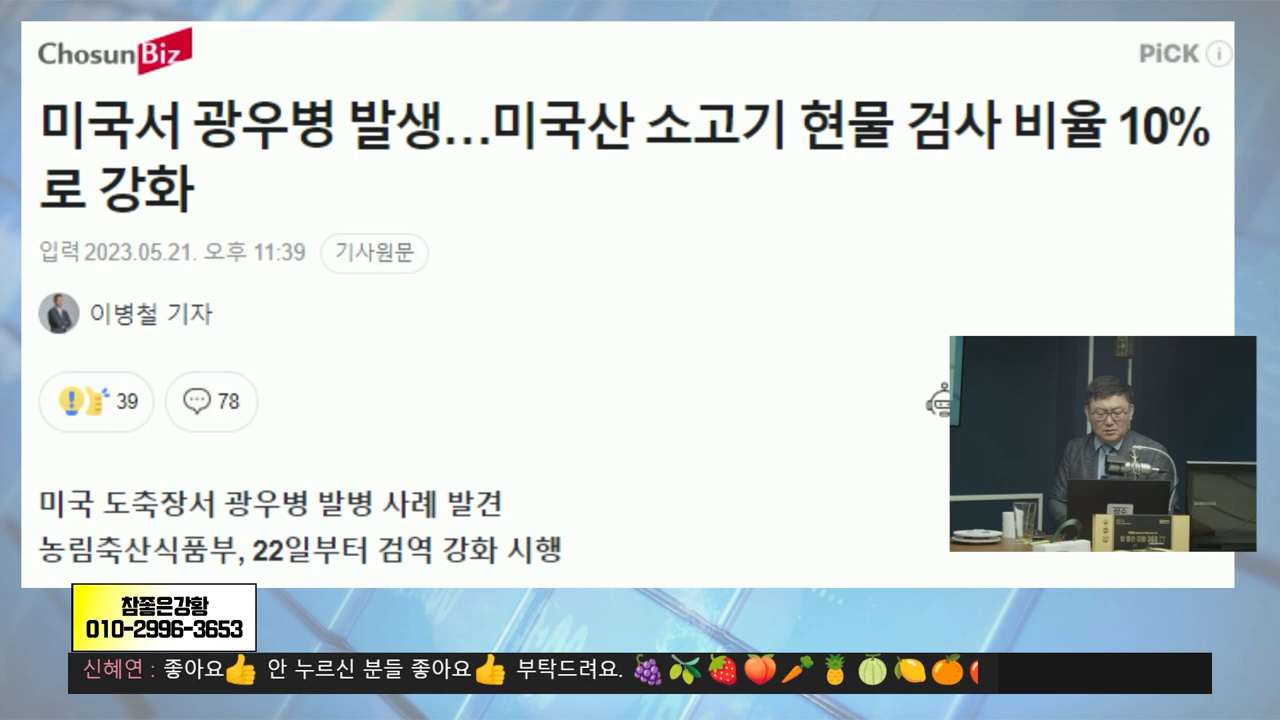 ChosunBiz
PiCK
미국서 광우병 발생…미국산 소고기 현물 검사 비율 10%
로 강화
입력 2023.05.21. 오후 11:39
기사원문
이병철 기자
39
78
미국 도축장서 광우병 발병 사례 발견
농림축산식품부, 22일부터 검역 강화 시행
참좋은강황
010-2996-3653
신혜연 : 좋아요👍 안 누르신 분들 좋아요👍 부탁드려요. 🍇🫒🍓🍑🥕🍍🍈🍋🍊